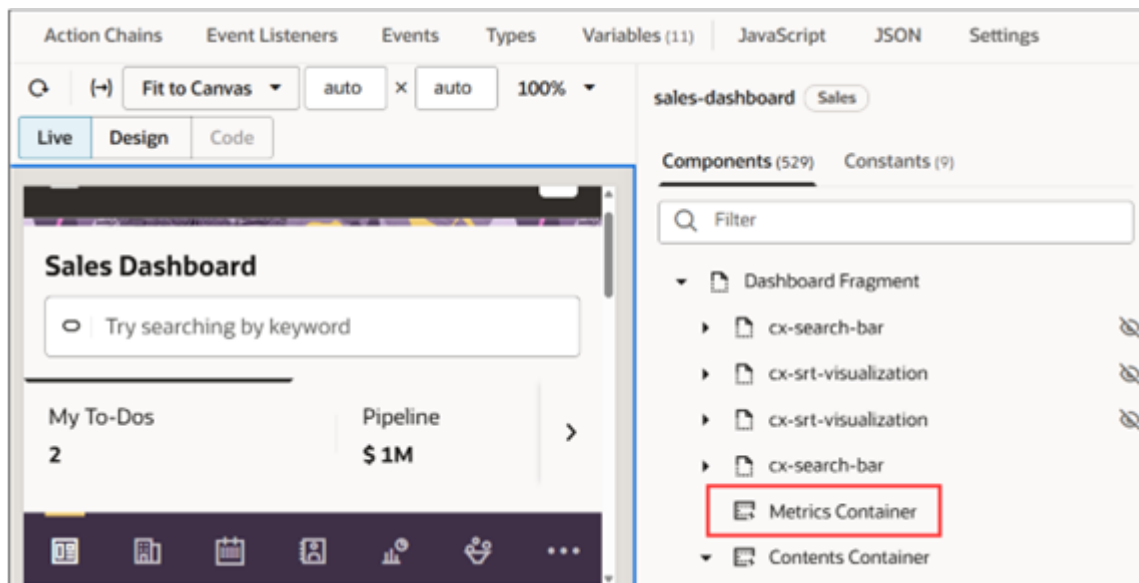 Action Chains Event Listeners Events Types Variables (11) JavaScript JSON Settings
Fit to Canvas auto × auto 100%
Live Design Code
sales-dashboard Sales
Components (529) Constants (9)
Filter
Sales Dashboard
Try searching by keyword
My To-Dos Pipeline
2 $ 1M
Dashboard Fragment
cx-search-bar
cx-srt-visualization
cx-srt-visualization
cx-search-bar
Metrics Container
Contents Container